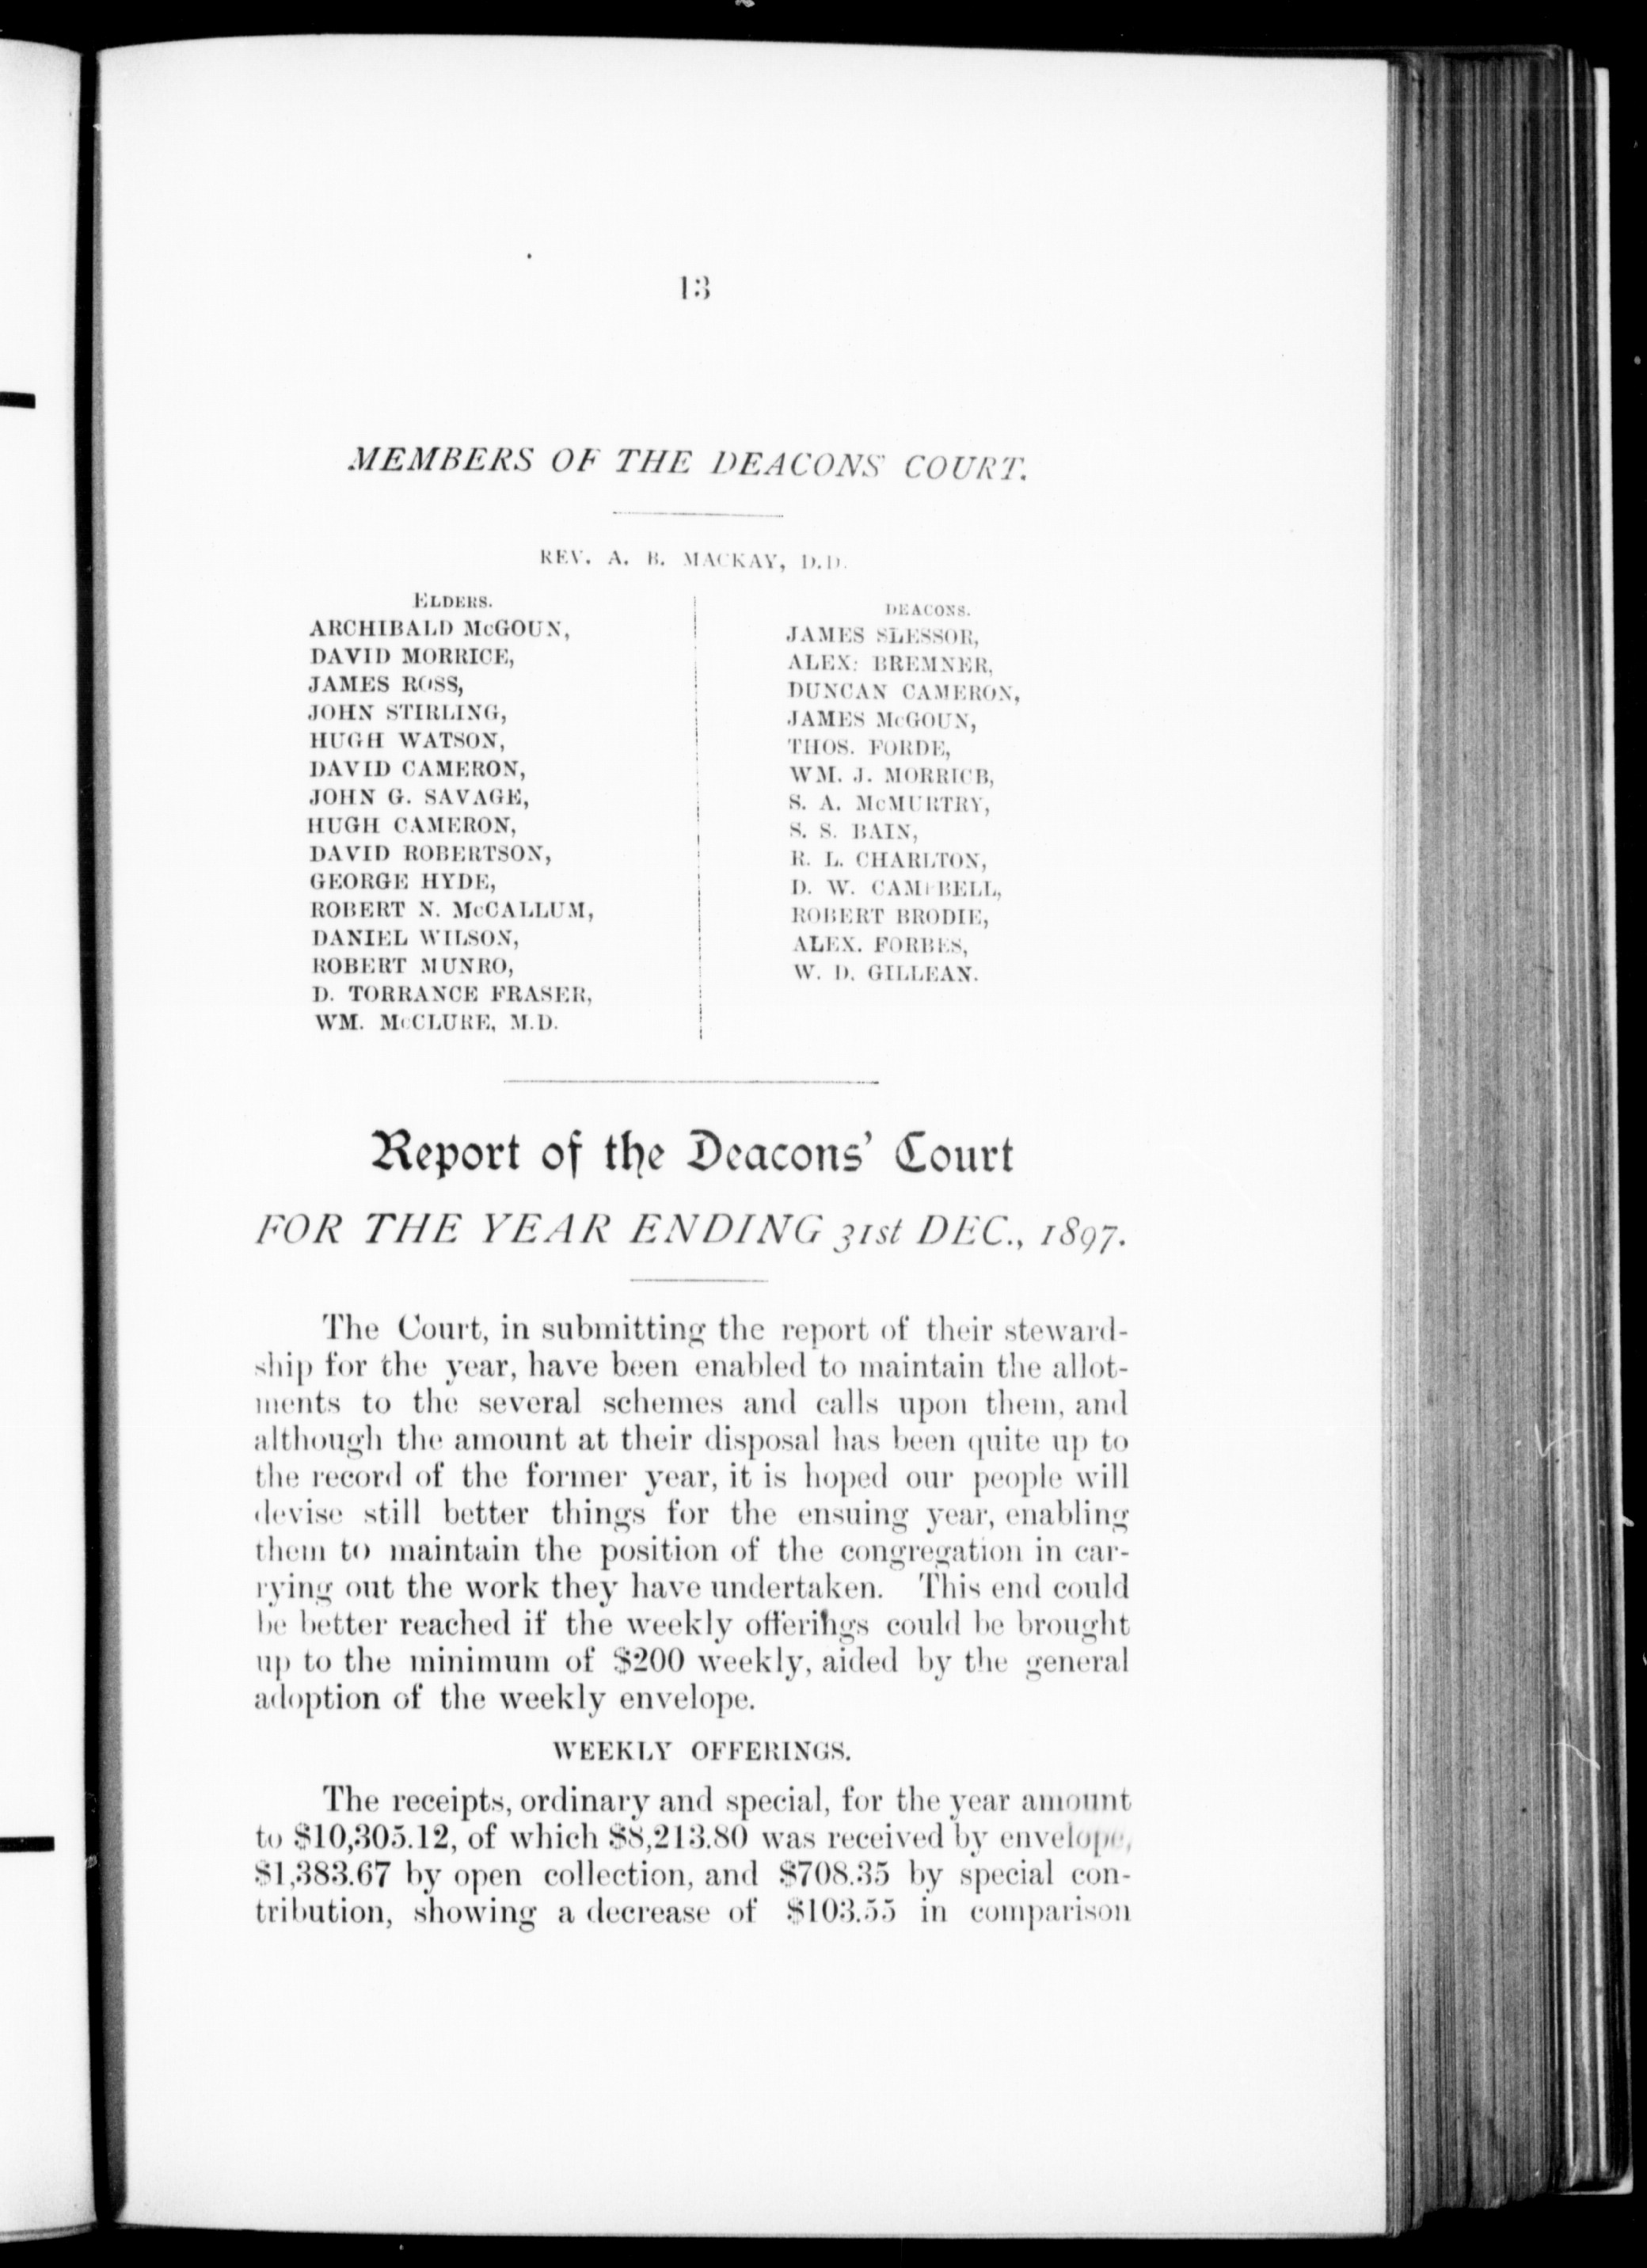 13
MEMBERS OF THE DEACONS' COURT.
REV. A. B. MACKAY, D.D.
ELDERS.
ARCHIBALD McGOUN,
DAVID MORRICE,
JAMES ROSS,
JOHN STIRLING,
HUGH WATSON,
DAVID CAMERON,
JOHN G. SAVAGE,
HUGH CAMERON,
DAVID ROBERTSON,
GEORGE HYDE,
ROBERT N. McCALLUM,
DANIEL WILSON,
ROBERT MUNRO,
D. TORRANCE FRASER,
WM. McCLURE, M.D.
DEACONS.
JAMES SLESSOR,
ALEX: BREMNER,
DUNCAN CAMERON,
JAMES McGOUN,
THOS. FORDE,
WM. J. MORRICB,
S. A. McMURTRY,
S. S. BAIN,
R. L. CHARLTON,
D. W. CAMPBELL,
ROBERT BRODIE,
ALEX. FORBES,
W. D. GILLEAN.
Report of the Deacons' Court
FOR THE YEAR ENDING 31st DEC., 1897.
The Court, in submitting the report of their steward-
ship for the year, have been enabled to maintain the allot-
ments to the several schemes and calls upon them, and
although the amount at their disposal has been quite up to
the record of the former year, it is hoped our people will
devise still better things for the ensuing year, enabling
them to maintain the position of the congregation in car-
rying out the work they have undertaken. This end could
be better reached if the weekly offerings could be brought
up to the minimum of $200 weekly, aided by the general
adoption of the weekly envelope.
WEEKLY OFFERINGS.
The receipts, ordinary and special, for the year amount
to $10,305.12, of which $8,213.80 was received by envelope,
$1,383.67 by open collection, and $708.35 by special con-
tribution, showing a decrease of $103.55 in comparison